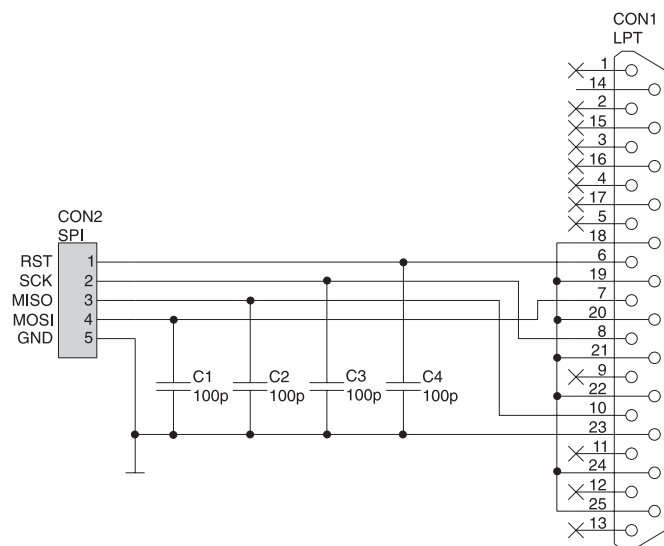 CON1
LPT
1
14
2
15
3
16
4
17
5
18
6
19
7
20
8
21
9
22
10
23
11
24
12
25
13
CON2
SPI
RST 1
SCK 2
MISO 3
MOSI 4
GND 5
C1
100p
C2
100p
C3
100p
C4
100p